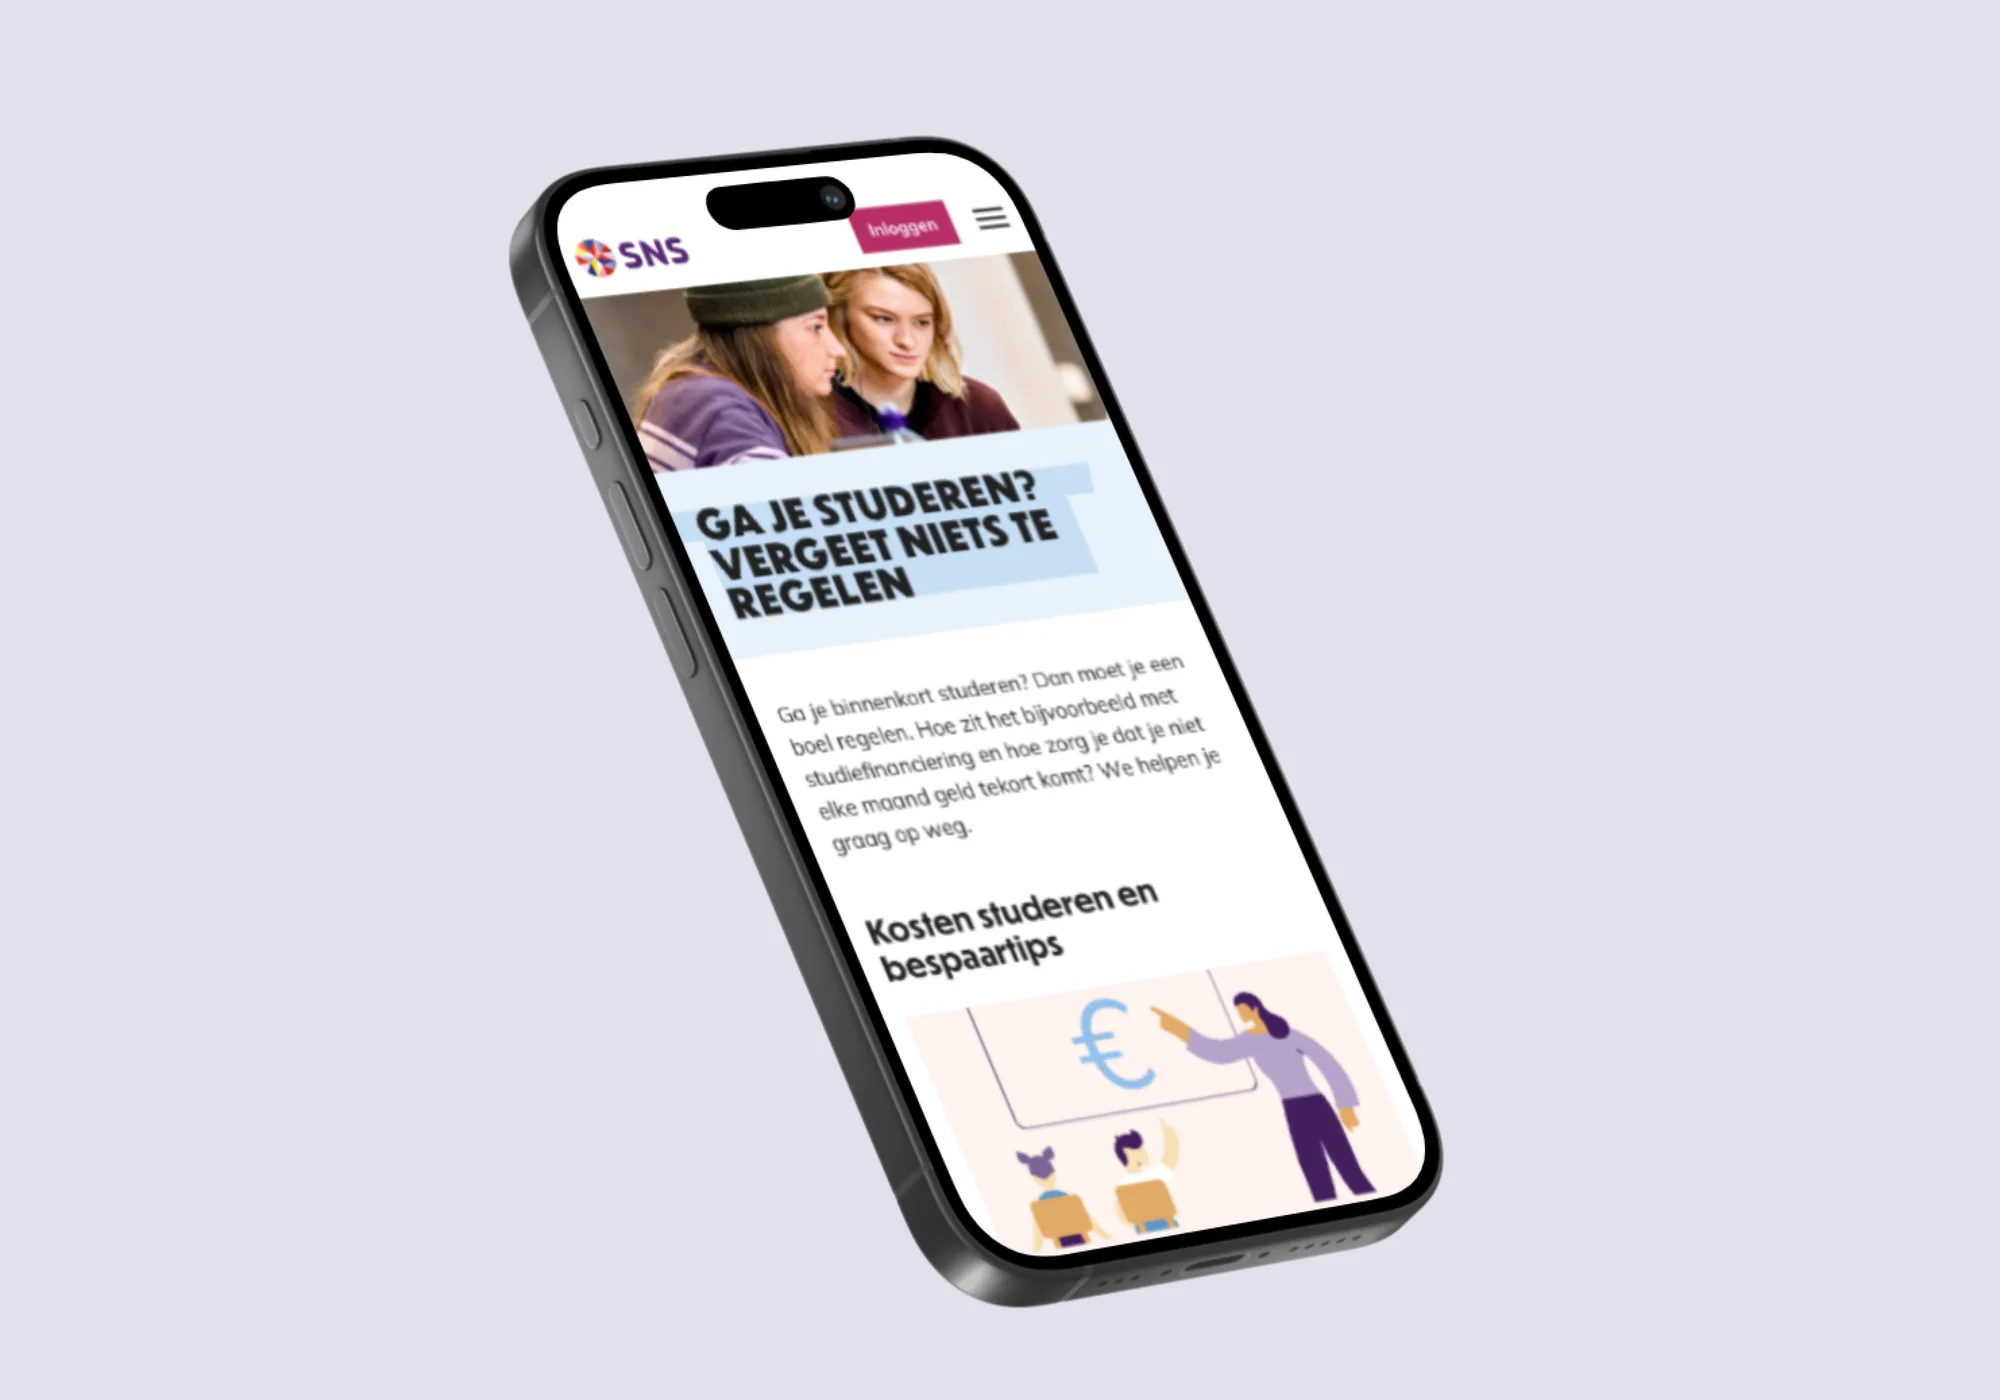 SNS
Inloggen
GA JE STUDEREN?
VERGEET NIETS TE
REGELEN
Ga je binnenkort studeren? Dan moet je een
boel regelen. Hoe zit het bijvoorbeeld met
studiefinanciering en hoe zorg je dat je niet
elke maand geld tekort komt? We helpen je
graag op weg.
Kosten studeren en
bespaartips
€